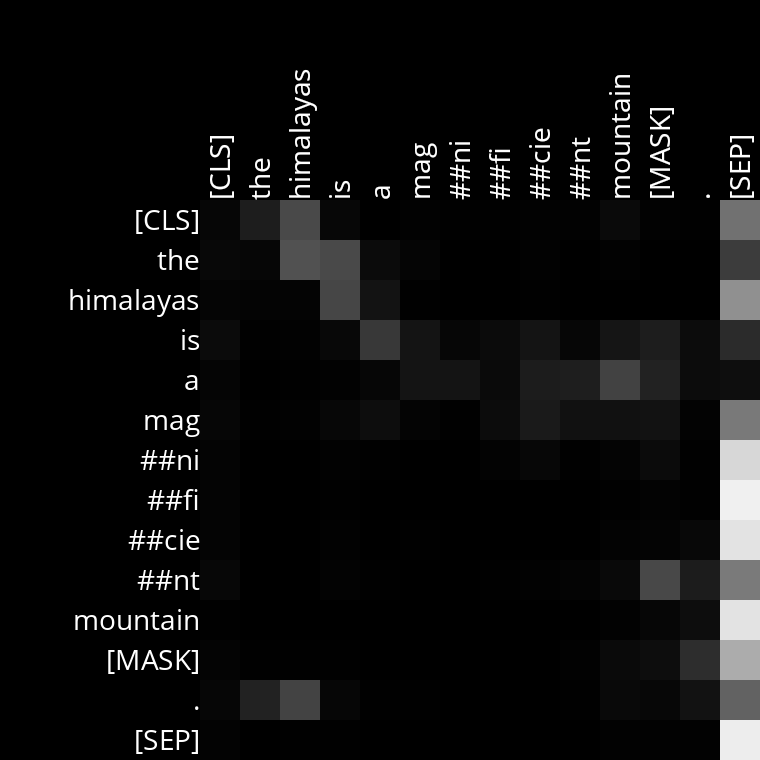 [CLS] the himalayas is a mag ##ni ##fi ##cie ##nt mountain [MASK] . [SEP]
[CLS]
the
himalayas
is
a
mag
##ni
##fi
##cie
##nt
mountain
[MASK]
.
[SEP]